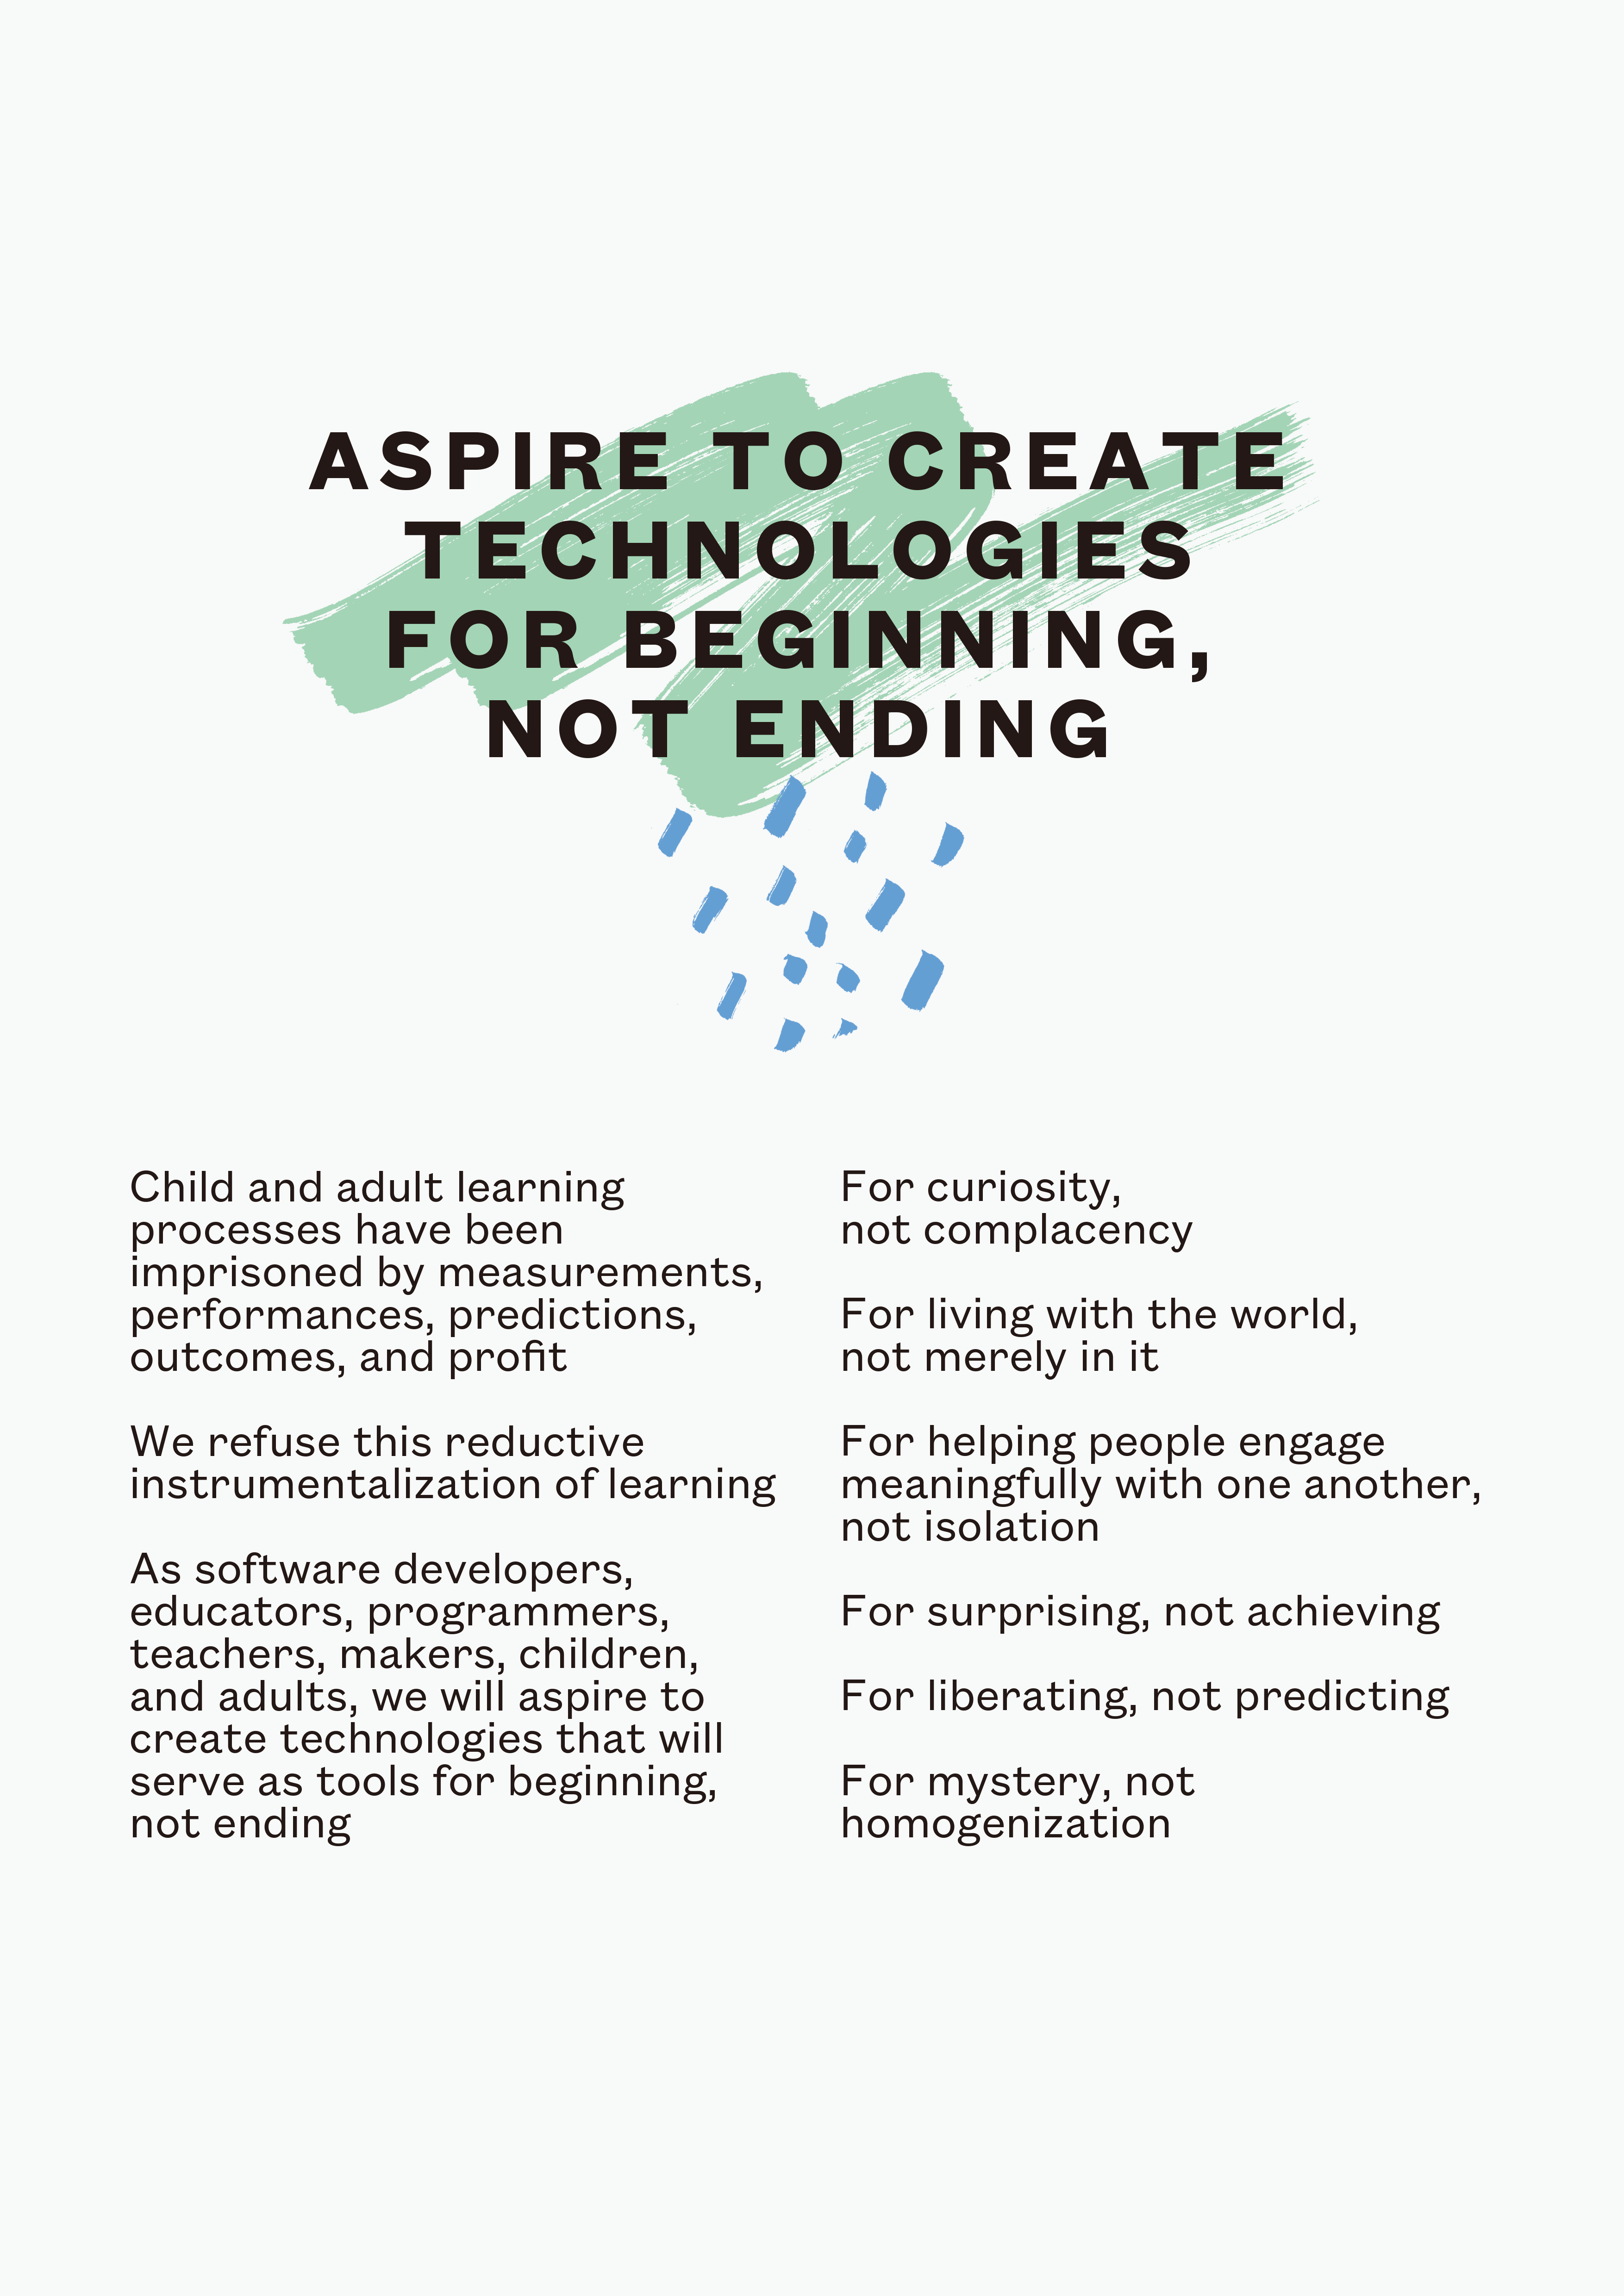 ASPIRE TO CREATE
TECHNOLOGIES
FOR BEGINNING,
NOT ENDING
Child and adult learning
processes have been
imprisoned by measurements,
performances, predictions,
outcomes, and profit
We refuse this reductive
instrumentalization of learning
As software developers,
educators, programmers,
teachers, makers, children,
and adults, we will aspire to
create technologies that will
serve as tools for beginning,
not ending
For curiosity,
not complacency
For living with the world,
not merely in it
For helping people engage
meaningfully with one another,
not isolation
For surprising, not achieving
For liberating, not predicting
For mystery, not
homogenization